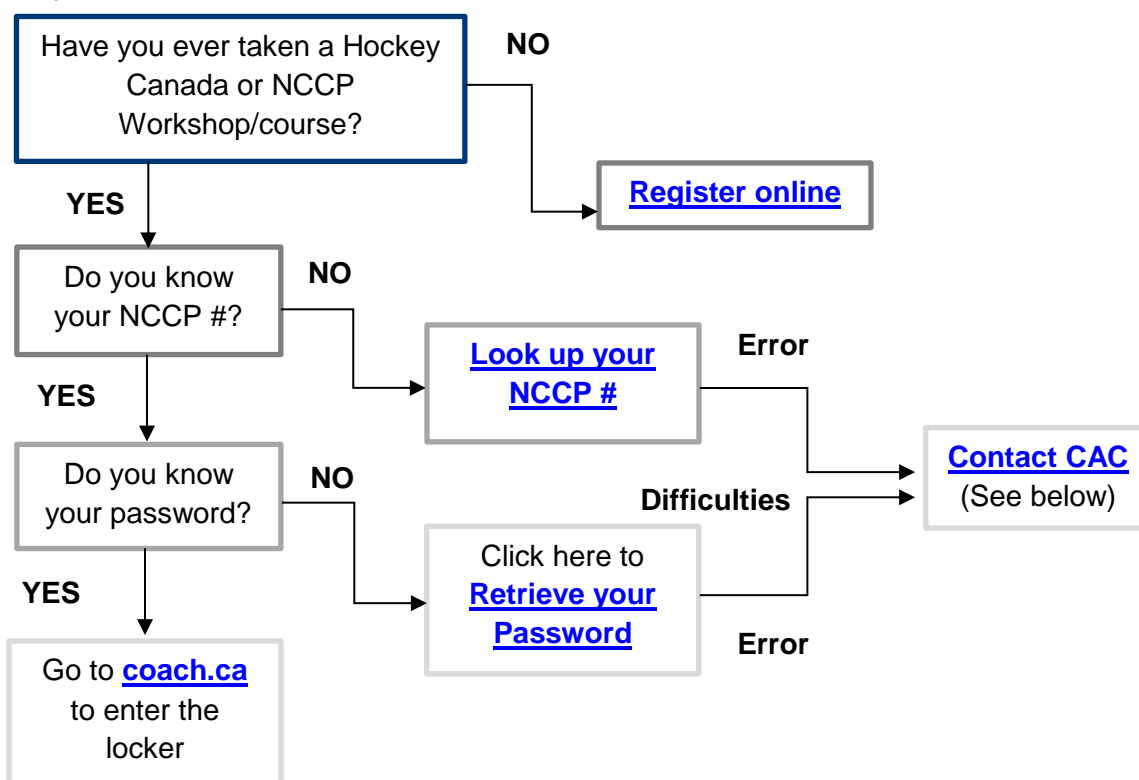 Have you ever taken a Hockey
Canada or NCCP
Workshop/course?
NO
Register online
YES
Do you know
your NCCP #?
NO
Look up your
NCCP #
Error
YES
Contact CAC
(See below)
Do you know
your password?
NO
Difficulties
Click here to
Retrieve your
Password
Error
YES
Go to coach.ca
to enter the
locker